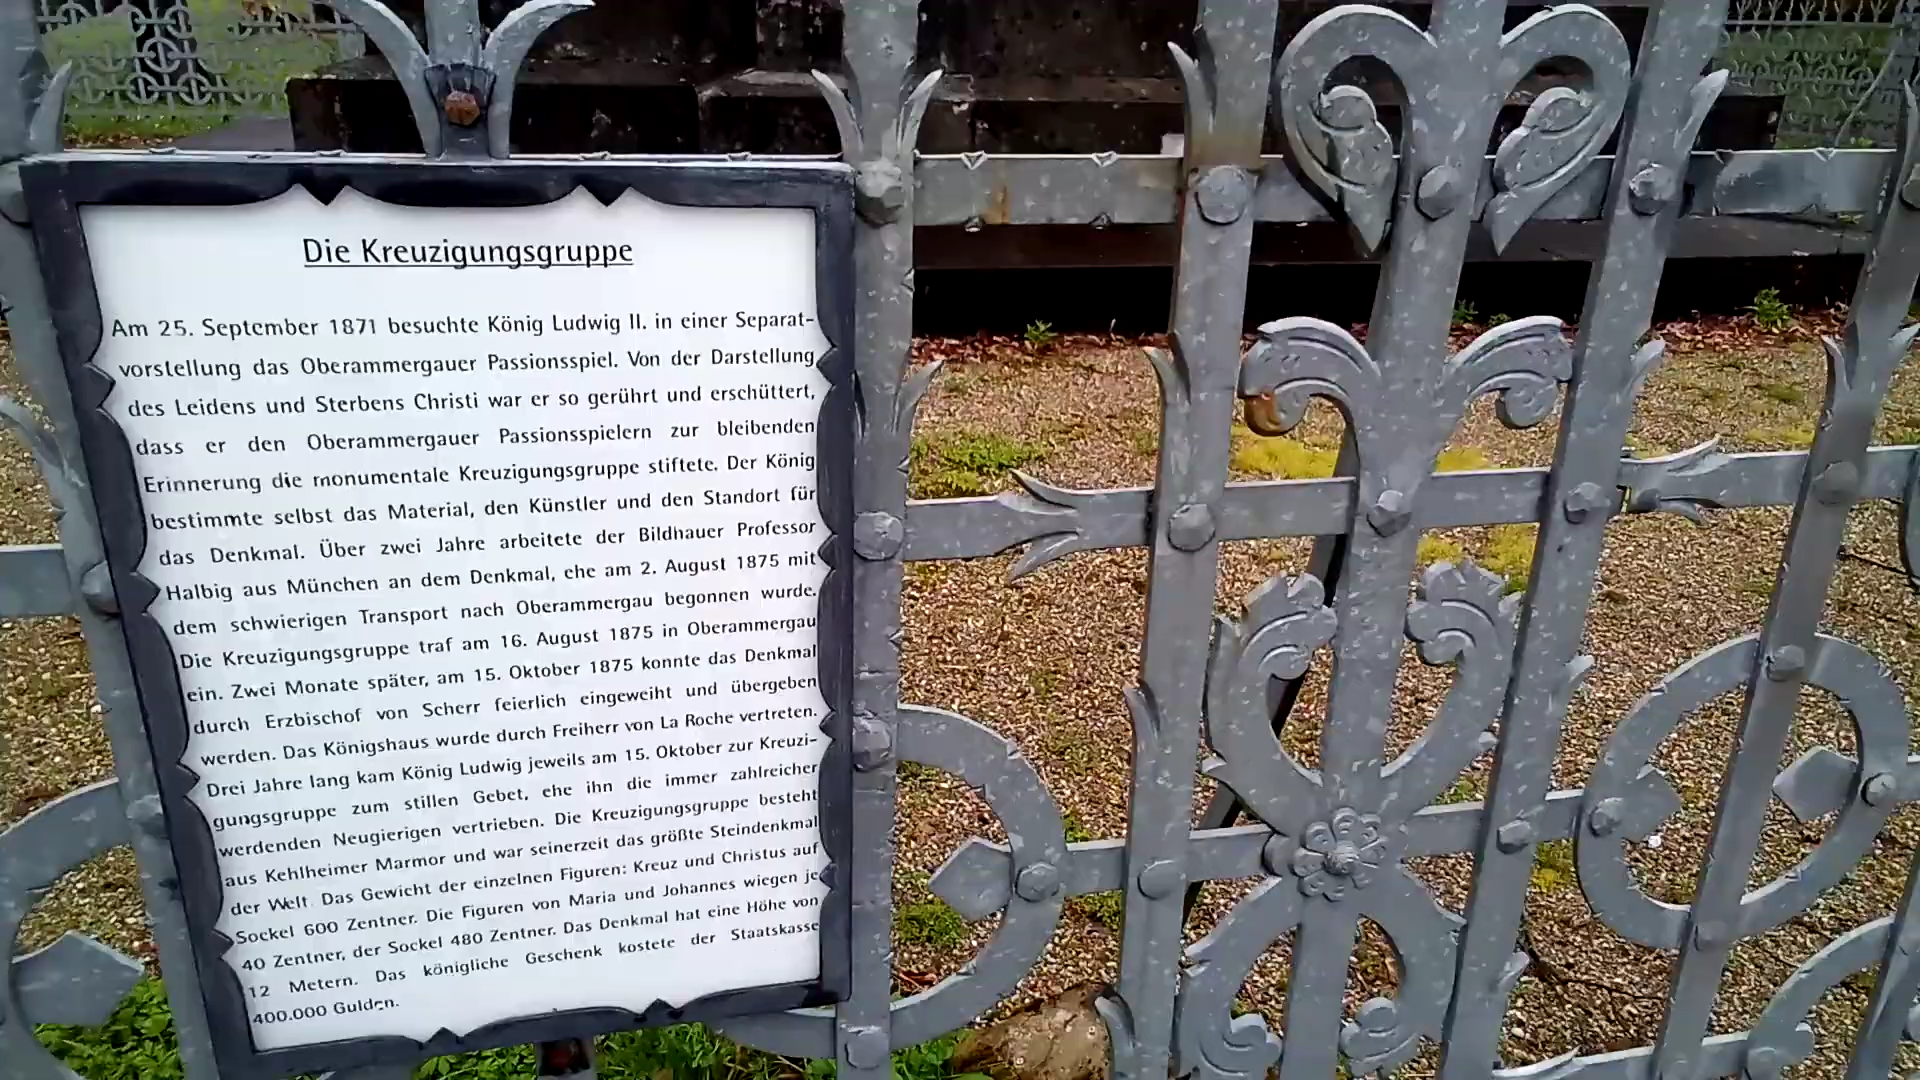 Die Kreuzigungsgruppe
Am 25. September 1871 besuchte König Ludwig II. in einer Separat-
vorstellung das Oberammergauer Passionsspiel. Von der Darstellung
des Leidens und Sterbens Christi war er so gerührt und erschüttert,
dass er den Oberammergauer Passionsspielern zur bleibenden
Erinnerung die monumentale Kreuzigungsgruppe stiftete. Der König
bestimmte selbst das Material, den Künstler und den Standort für
das Denkmal. Über zwei Jahre arbeitete der Bildhauer Professor
Halbig aus München an dem Denkmal, ehe am 2. August 1875 mit
dem schwierigen Transport nach Oberammergau begonnen wurde.
Die Kreuzigungsgruppe traf am 16. August 1875 in Oberammergau
ein. Zwei Monate später, am 15. Oktober 1875 konnte das Denkmal
durch Erzbischof von Scherr feierlich eingeweiht und übergeben
werden. Das Königshaus wurde durch Freiherr von La Roche vertreten.
Drei Jahre lang kam König Ludwig jeweils am 15. Oktober zur Kreuzi-
gungsgruppe zum stillen Gebet, ehe ihn die immer zahlreicher
werdenden Neugierigen vertrieben. Die Kreuzigungsgruppe besteht
aus Kehlheimer Marmor und war seinerzeit das größte Steindenkmal
der Welt. Das Gewicht der einzelnen Figuren: Kreuz und Christus auf
Sockel 600 Zentner. Die Figuren von Maria und Johannes wiegen je
40 Zentner, der Sockel 480 Zentner. Das Denkmal hat eine Höhe von
12 Metern. Das königliche Geschenk kostete der Staatskasse
400.000 Gulden.